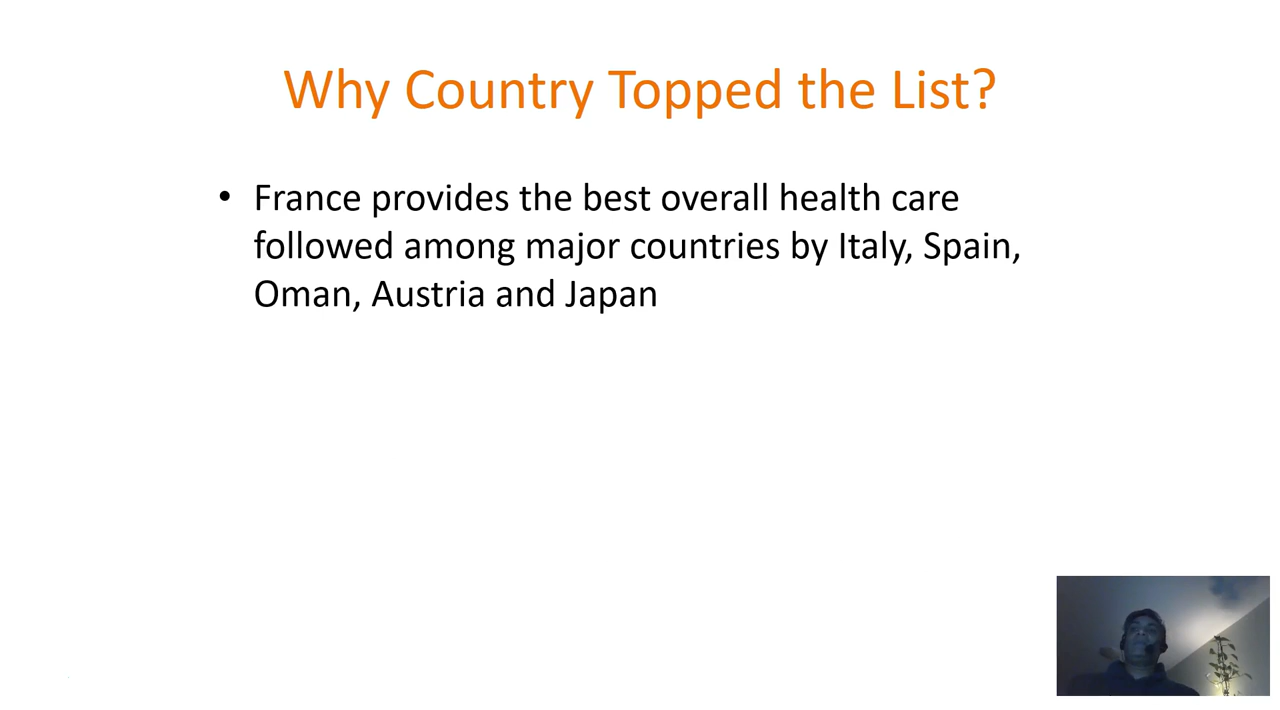 Why Country Topped the List?
• France provides the best overall health care
followed among major countries by Italy, Spain,
Oman, Austria and Japan